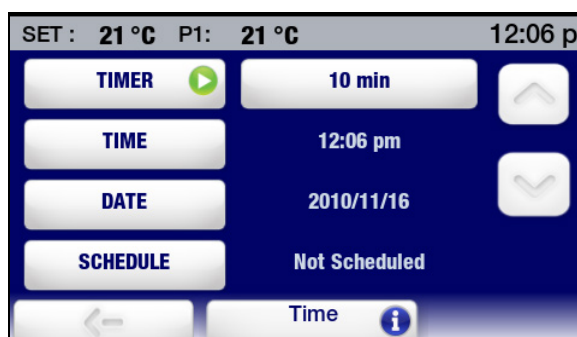 SET : 21 °C P1: 21 °C 12:06 p
TIMER 10 min
TIME 12:06 pm
DATE 2010/11/16
SCHEDULE Not Scheduled
Time i